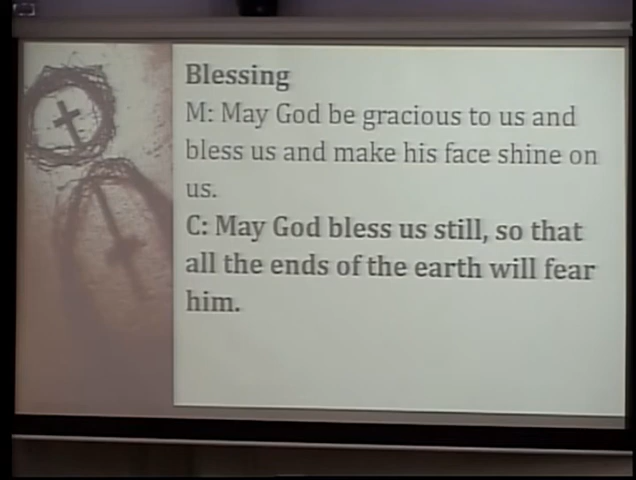 Blessing
M: May God be gracious to us and
bless us and make his face shine on
us.
C: May God bless us still, so that
all the ends of the earth will fear
him.